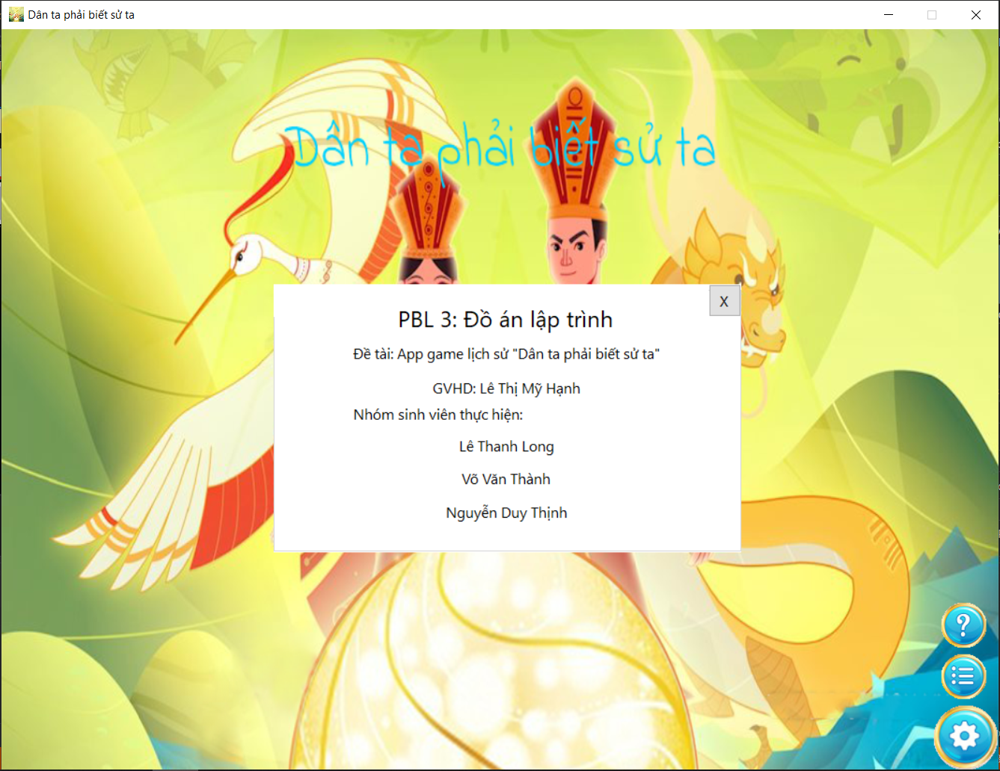 Dân ta phải biết sử ta
Dân ta phải biết sử ta
X
PBL 3: Đồ án lập trình
Đề tài: App game lịch sử "Dân ta phải biết sử ta"
GVHD: Lê Thị Mỹ Hạnh
Nhóm sinh viên thực hiện:
Lê Thanh Long
Võ Văn Thành
Nguyễn Duy Thịnh
?